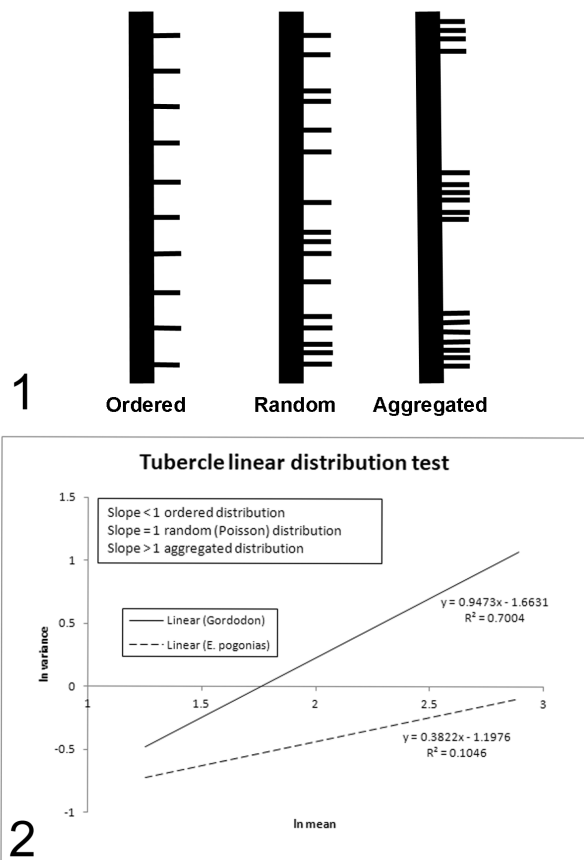 1
Ordered Random Aggregated
Tubercle linear distribution test
1.5
Slope < 1 ordered distribution
Slope = 1 random (Poisson) distribution
Slope > 1 aggregated distribution
1
y = 0.9473x - 1.6631
R² = 0.7004
0.5
Linear (Gordodon)
Linear (E. pogonias)
ln variance
0
1 1.5 2 2.5 3
-0.5
y = 0.3822x - 1.1976
R² = 0.1046
-1
ln mean
2